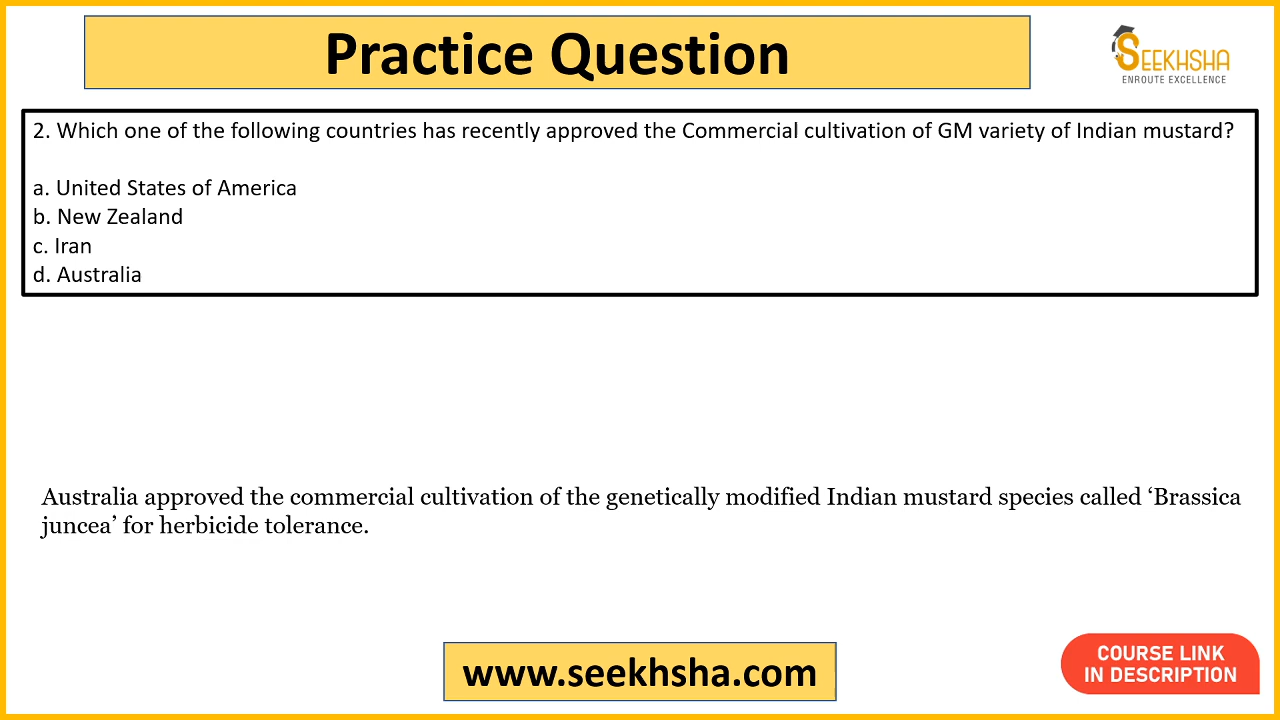 Practice Question
SEEKHSHA
ENROUTE EXCELLENCE
2. Which one of the following countries has recently approved the Commercial cultivation of GM variety of Indian mustard?
a. United States of America
b. New Zealand
c. Iran
d. Australia
Australia approved the commercial cultivation of the genetically modified Indian mustard species called ‘Brassica
juncea’ for herbicide tolerance.
www.seekhsha.com
COURSE LINK
IN DESCRIPTION